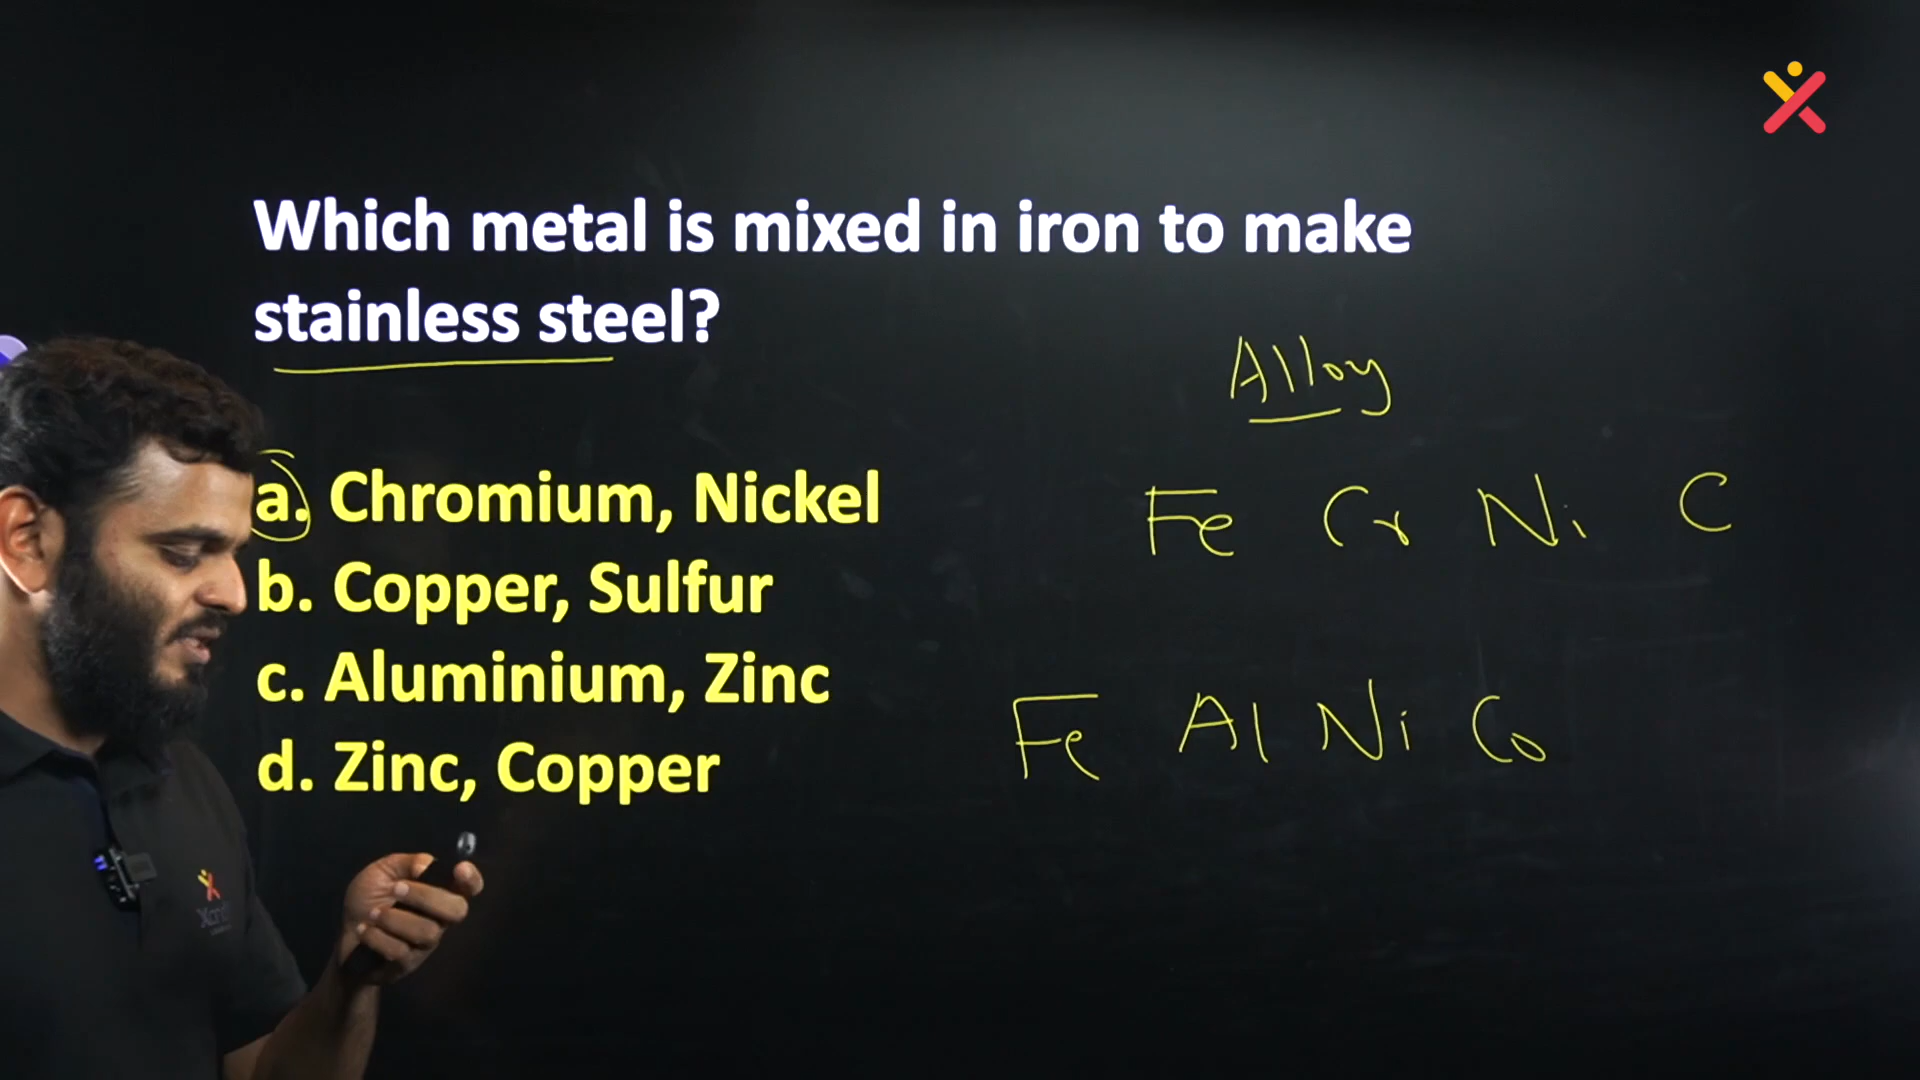 Which metal is mixed in iron to make
stainless steel?
Alloy
a. Chromium, Nickel
b. Copper, Sulfur
c. Aluminium, Zinc
d. Zinc, Copper
Fe Cr Ni C
Fe Al Ni Co